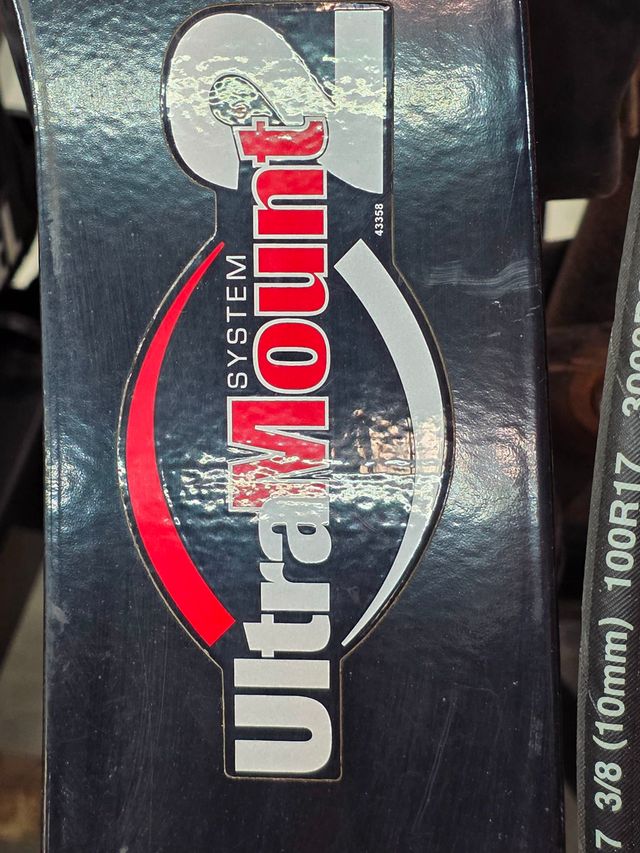 SYSTEM
UltraMount2
43358
7 3/8 (10mm) 100R17